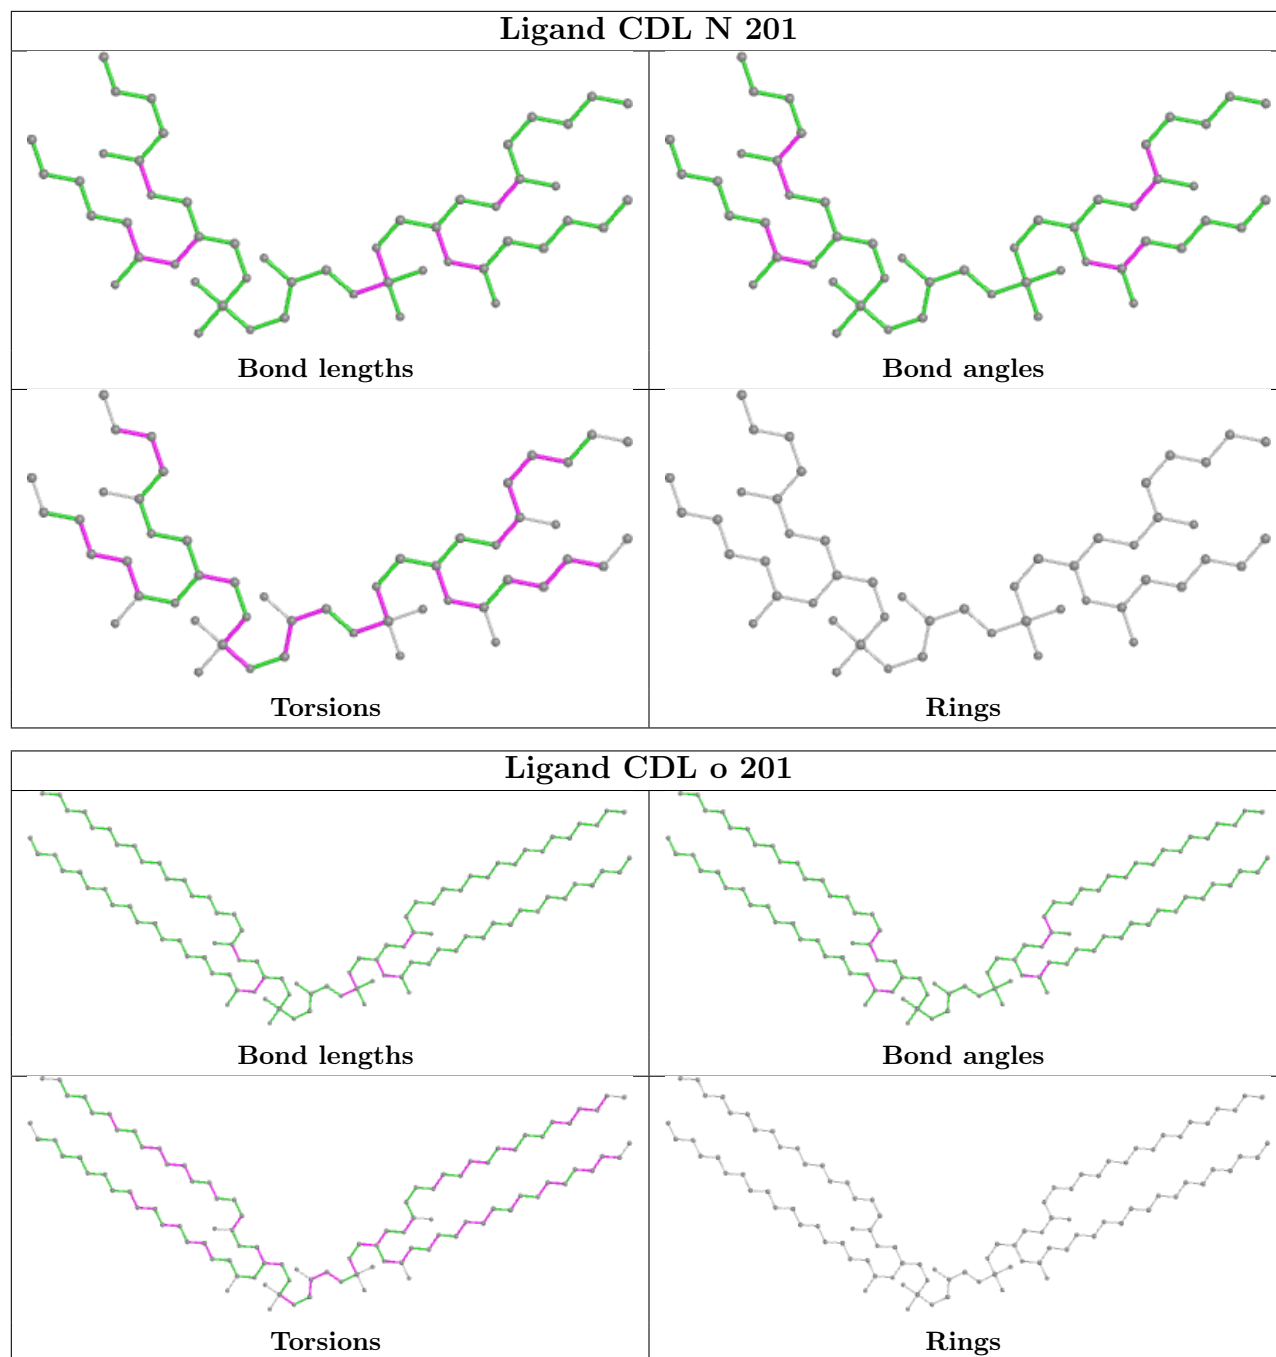 Ligand CDL N 201
Bond lengths
Bond angles
Torsions
Rings
Ligand CDL o 201
Bond lengths
Bond angles
Torsions
Rings